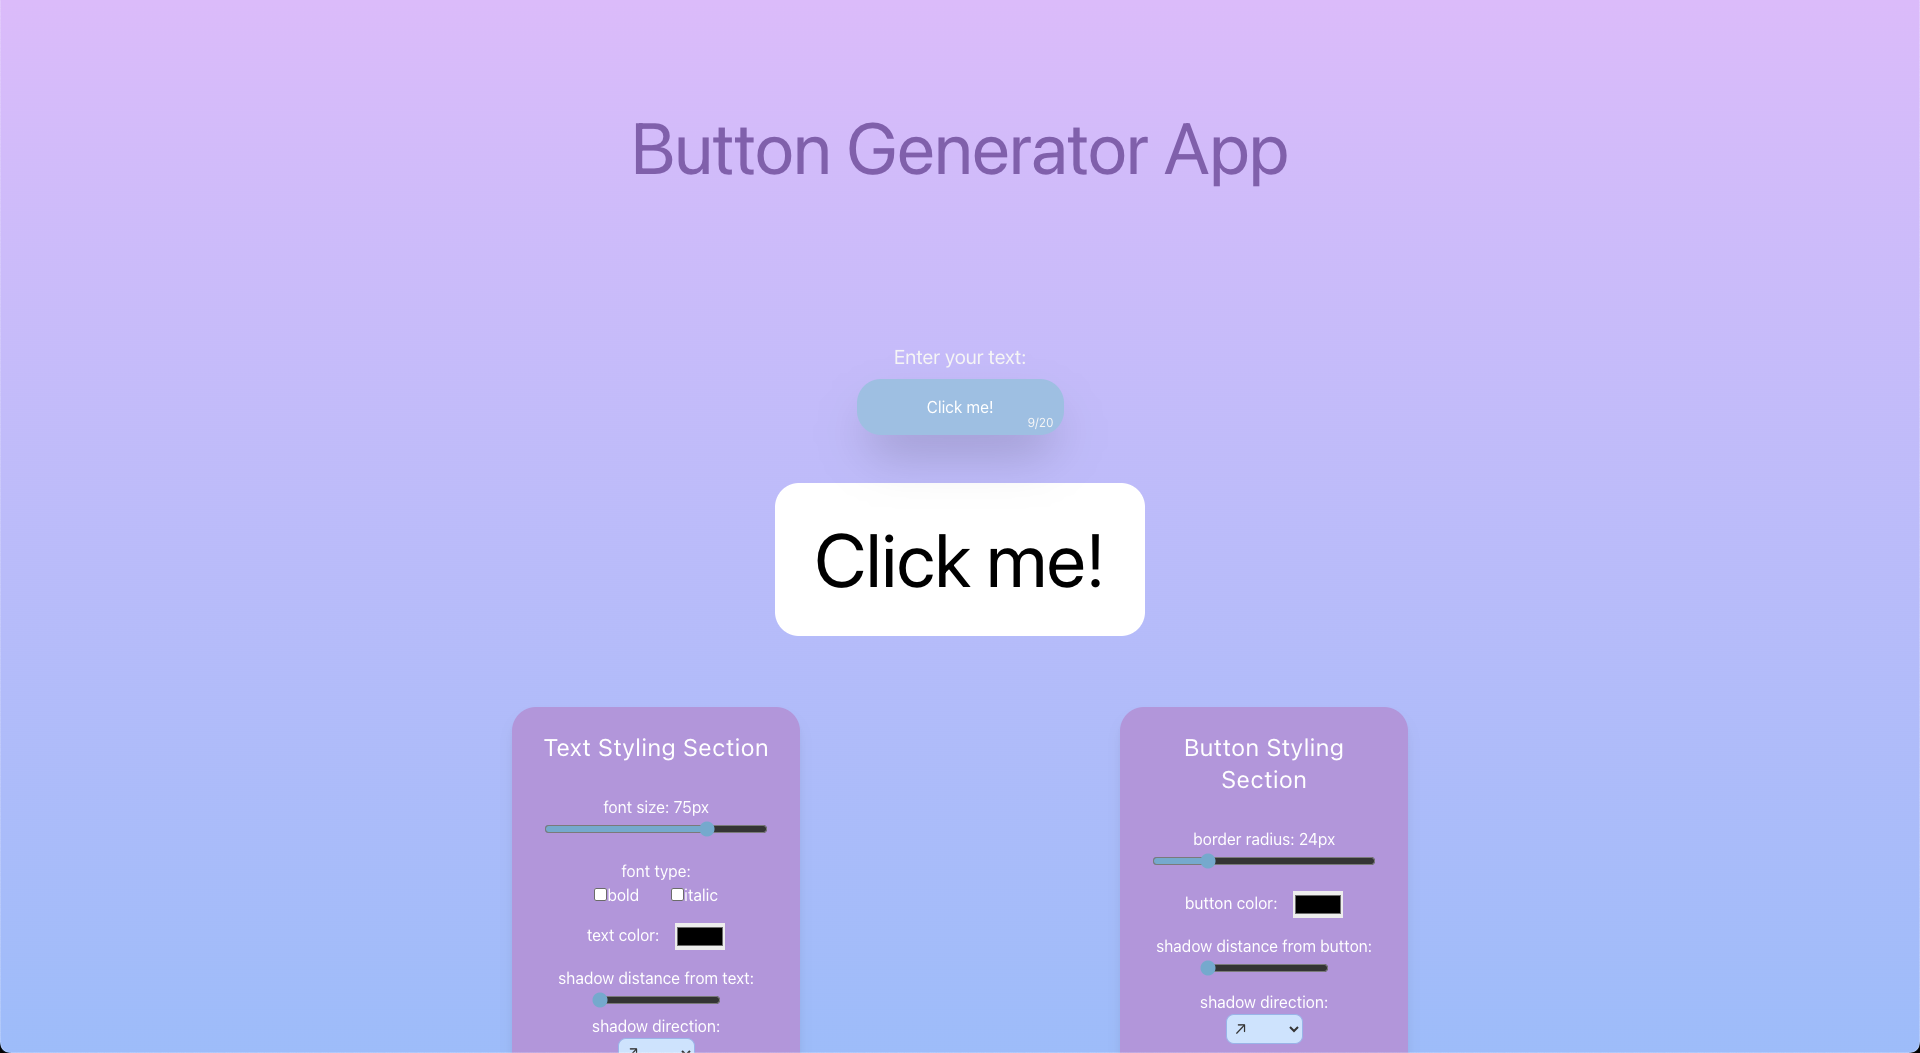 Button Generator App
Enter your text:
Click me!
9/20
Click me!
Text Styling Section
font size: 75px
font type:
bold italic
text color:
shadow distance from text:
shadow direction:
↗
Button Styling
Section
border radius: 24px
button color:
shadow distance from button:
shadow direction:
↗